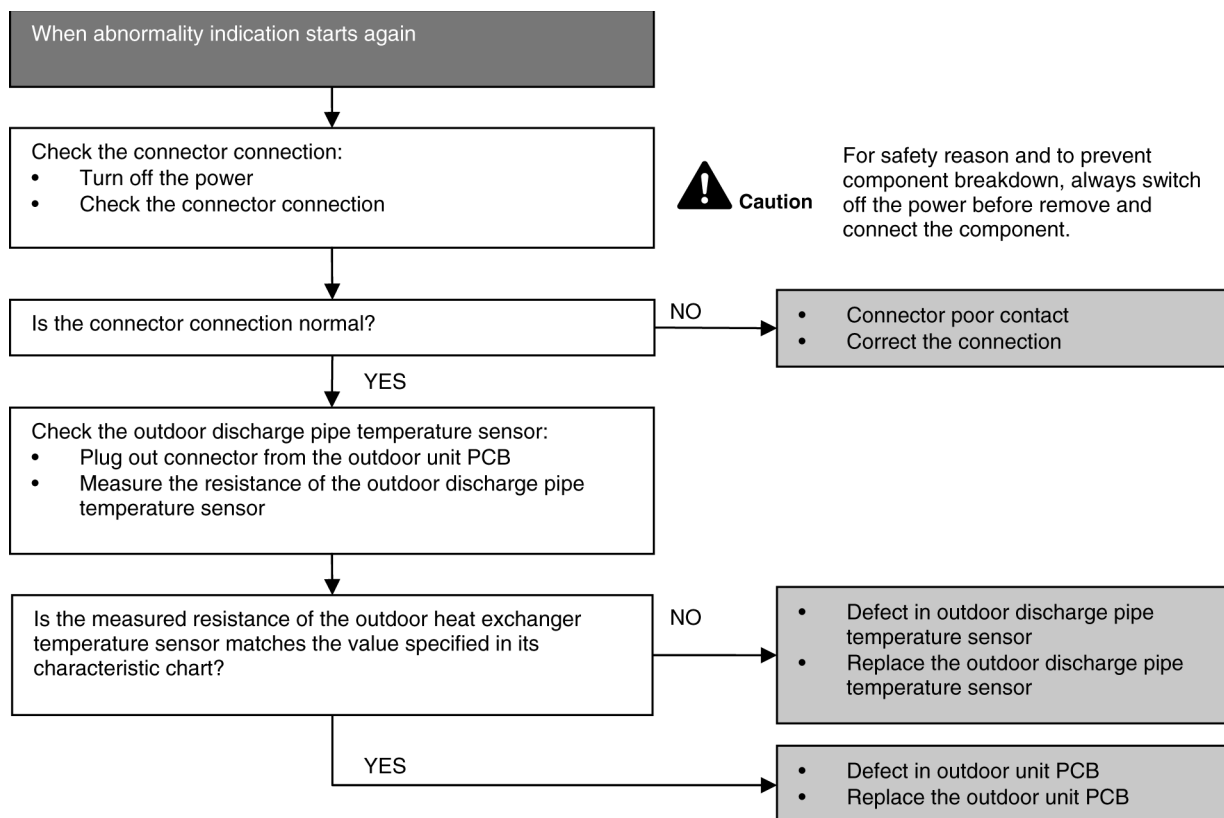 When abnormality indication starts again
Check the connector connection:
• Turn off the power
• Check the connector connection
Caution
For safety reason and to prevent
component breakdown, always switch
off the power before remove and
connect the component.
Is the connector connection normal?
NO
• Connector poor contact
• Correct the connection
YES
Check the outdoor discharge pipe temperature sensor:
• Plug out connector from the outdoor unit PCB
• Measure the resistance of the outdoor discharge pipe
temperature sensor
Is the measured resistance of the outdoor heat exchanger
temperature sensor matches the value specified in its
characteristic chart?
NO
• Defect in outdoor discharge pipe
temperature sensor
• Replace the outdoor discharge pipe
temperature sensor
YES
• Defect in outdoor unit PCB
• Replace the outdoor unit PCB